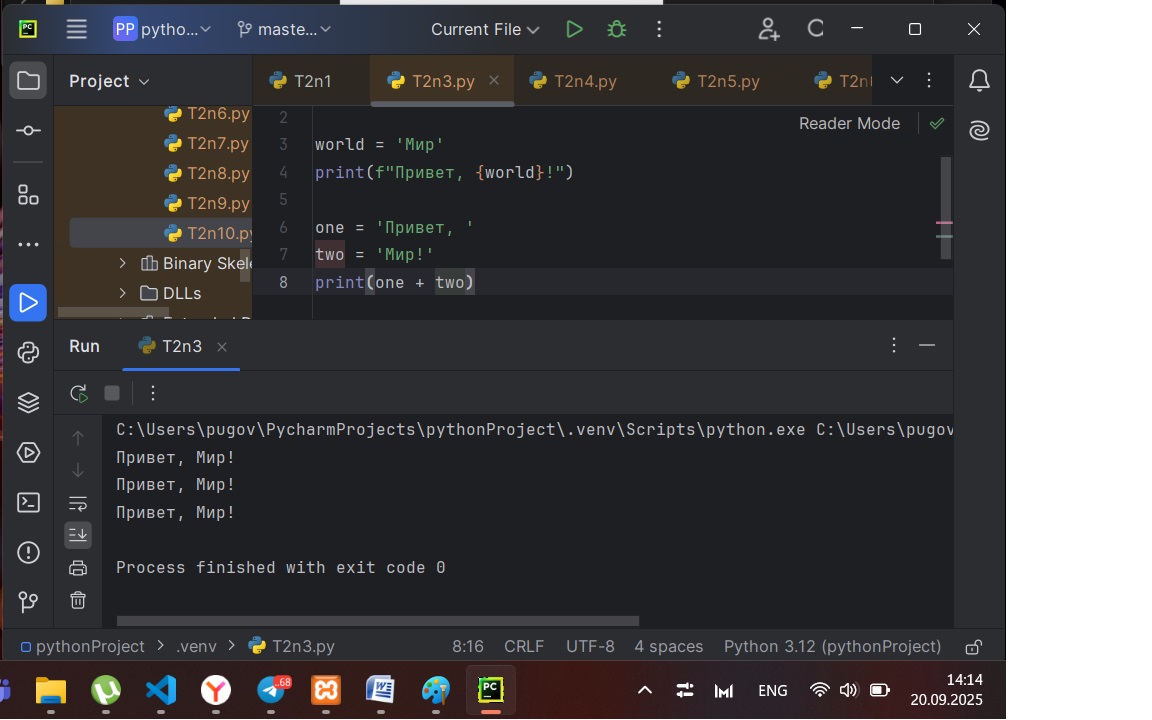 PC PP pytho... maste... Current File
Project T2n1 T2n3.py T2n4.py T2n5.py T2n
T2n6.py
T2n7.py
T2n8.py
T2n9.py
T2n10.py
Binary Skele
DLLs
Reader Mode
2
3 world = 'Мир'
4 print(f"Привет, {world}!")
5
6 one = 'Привет, '
7 two = 'Мир!'
8 print(one + two)
Run T2n3
C:\Users\pugov\PycharmProjects\pythonProject\.venv\Scripts\python.exe C:\Users\pugov
Привет, Мир!
Привет, Мир!
Привет, Мир!
Process finished with exit code 0
pythonProject .venv T2n3.py 8:16 CRLF UTF-8 4 spaces Python 3.12 (pythonProject)
68 PC ENG 14:14
20.09.2025